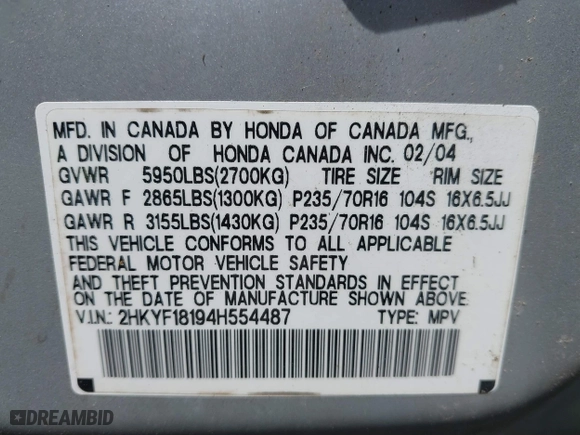 MFD. IN CANADA BY HONDA OF CANADA MFG.,
A DIVISION OF HONDA CANADA INC. 02/04
GVWR 5950LBS(2700KG) TIRE SIZE RIM SIZE
GAWR F 2865LBS(1300KG) P235/70R16 104S 16X6.5JJ
GAWR R 3155LBS(1430KG) P235/70R16 104S 16X6.5JJ
THIS VEHICLE CONFORMS TO ALL APPLICABLE
FEDERAL MOTOR VEHICLE SAFETY
AND THEFT PREVENTION STANDARDS IN EFFECT
ON THE DATE OF MANUFACTURE SHOWN ABOVE.
V.I.N.: 2HKYF18194H554487 TYPE: MPV
DREAMBID